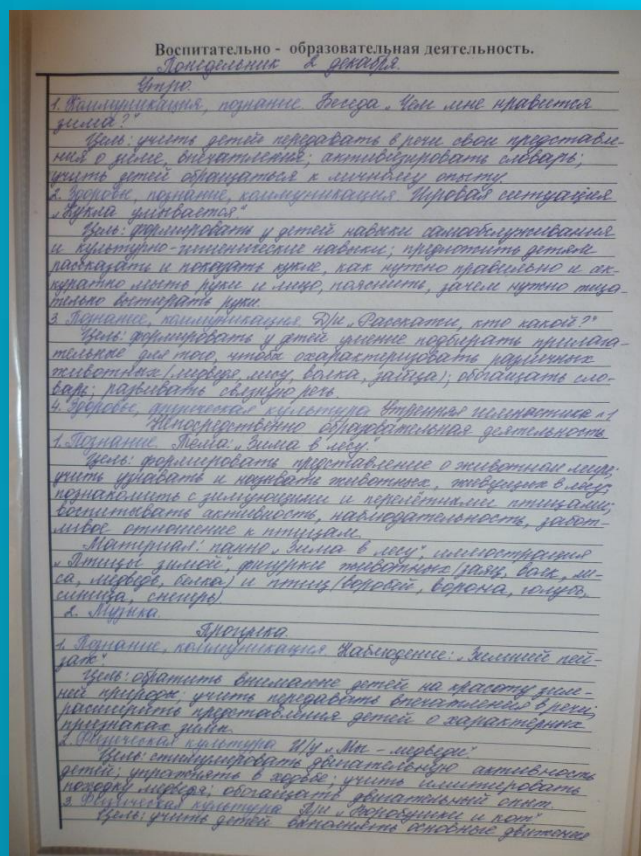 Воспитательно - образовательная деятельность.
Понедельник 2 декабря.
Утро.
1. Коммуникация, познание. Беседа „Чем мне нравится
зима?"
Цель: учить детей передавать в речи свои представле-
ния о зиме, впечатления; активизировать словарь;
учить детей обращаться к личному опыту.
2. Здоровье, познание, коммуникация. Игровая ситуация
„Кукла умывается"
Цель: формировать у детей навыки самообслуживания
и культурно-гигиенические навыки; предложить детям
рассказать и показать кукле, как нужно правильно и ак-
куратно мыть руки и лицо, пояснить, зачем нужно тща-
тельно вытирать руки.
3. Познание, коммуникация. Д/и „Расскажи, кто какой?"
Цель: формировать у детей умение подбирать прилага-
тельные для того, чтобы охарактеризовать различных
животных (медведя, лису, волка, зайца); обогащать сло-
варь; развивать связную речь.
4. Здоровье, физическая культура. Утренняя гимнастика №1
Непосредственно образовательная деятельность
1. Познание. Тема: „Зима в лесу".
Цель: формировать представление о животном мире;
учить узнавать и называть животных, живущих в лесу;
познакомить с зимующими и перелётными птицами;
воспитывать активность, наблюдательность, забот-
ливое отношение к птицам.
Материал: панно „Зима в лесу", иллюстрация
„Птицы зимой", фигурки животных (заяц, волк, ли-
са, медведь, белка) и птиц (воробей, ворона, голубь,
синица, снегирь)
2. Музыка.
Прогулка.
1. Познание, коммуникация. Наблюдение: „Зимний пей-
заж".
Цель: обратить внимание детей на красоту зим-
ней природы; учить передавать впечатления в речи;
расширять представления детей о характерных
признаках зимы.
2. Физическая культура. И/у „Мы - медведи".
Цель: стимулировать двигательную активность
детей; упражнять в ходьбе; учить имитировать
походку медведя; обогащать двигательный опыт.
3. Физическая культура. П/и „Воробушки и кот"
Цель: учить детей выполнять основные движения